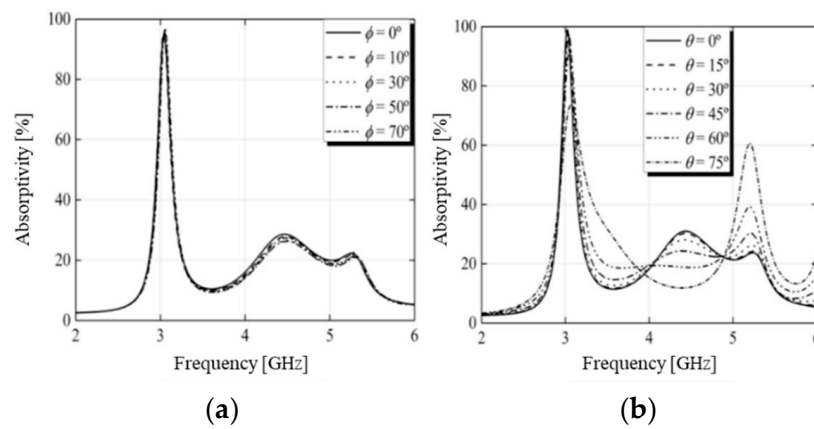 100
80
60
40
20
0
Absorptivity [%]
ϕ = 0º
ϕ = 10º
ϕ = 30º
ϕ = 50º
ϕ = 70º
2 3 4 5 6
Frequency [GHz]
(a)
100
80
60
40
20
0
Absorptivity [%]
θ = 0º
θ = 15º
θ = 30º
θ = 45º
θ = 60º
θ = 75º
2 3 4 5 6
Frequency [GHz]
(b)